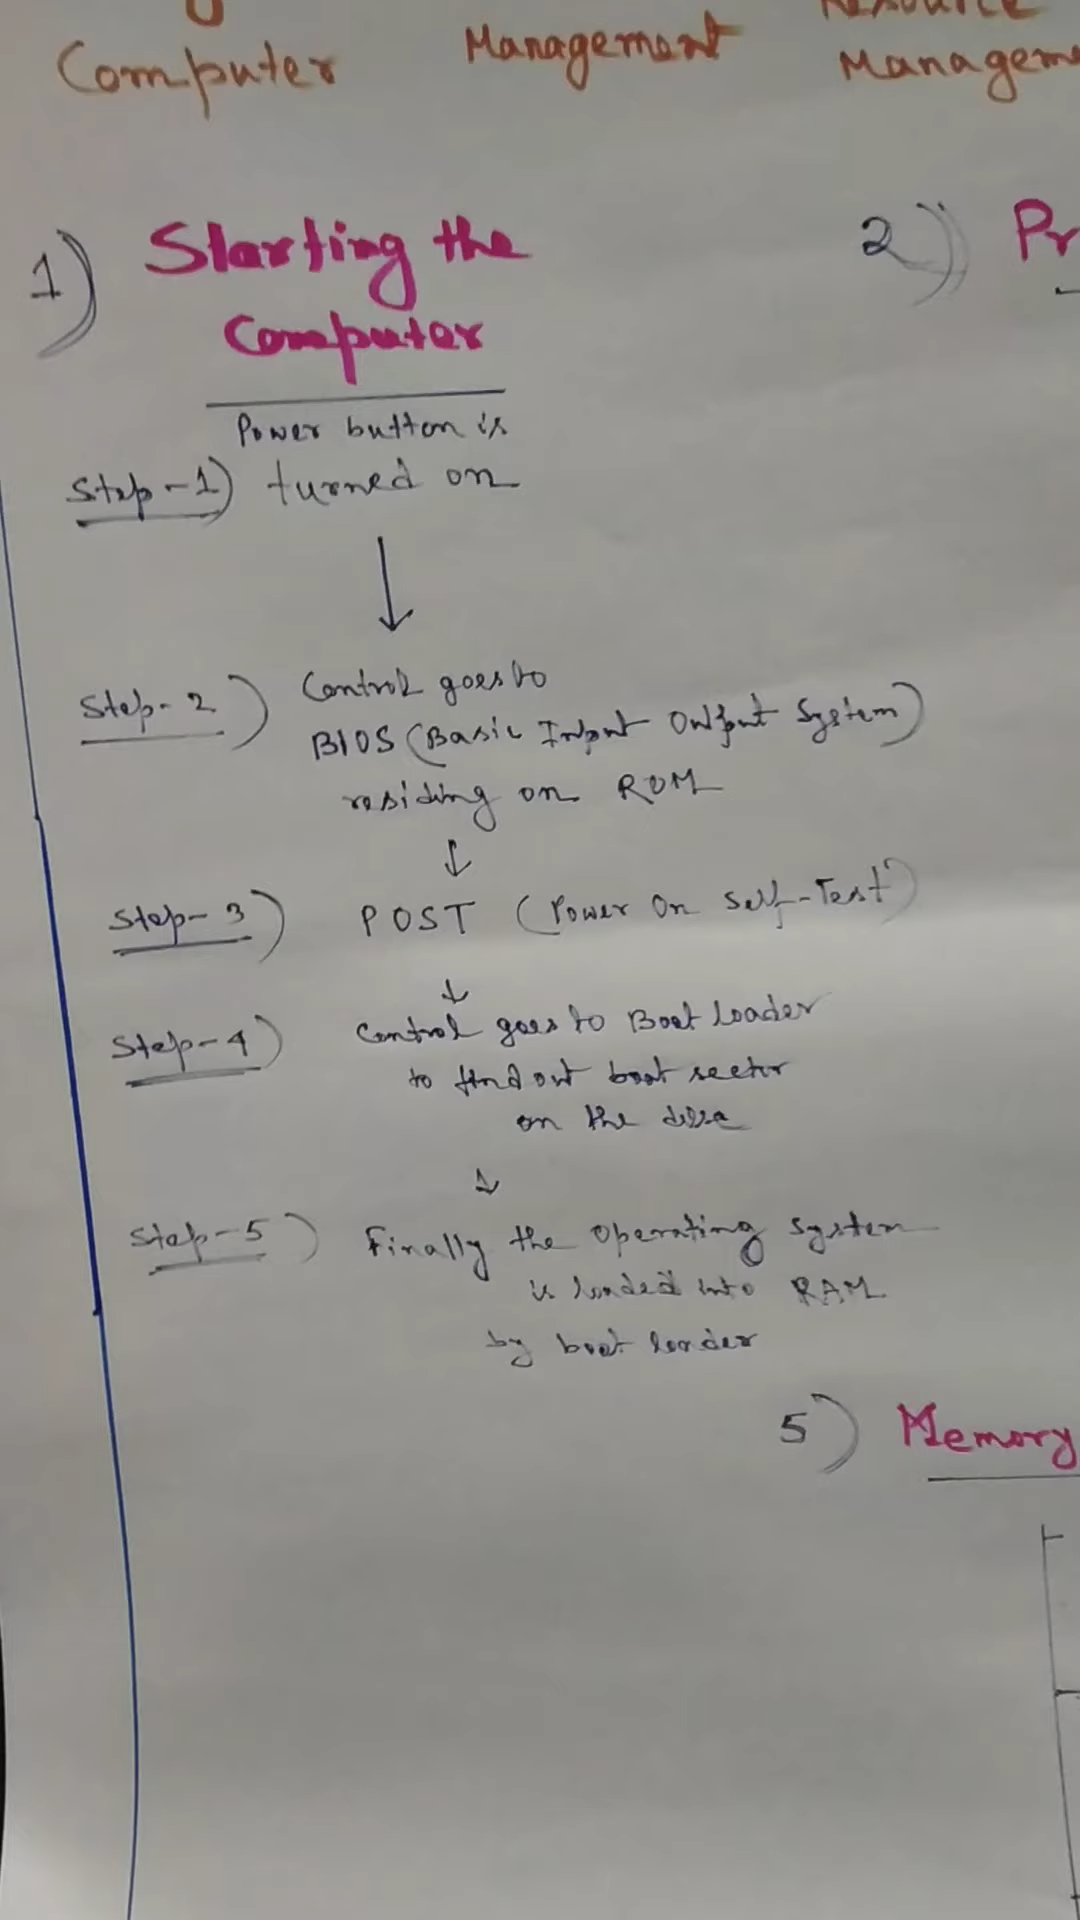 Computer Management Resource Managem
1) Starting the
Computer
Power button is
Step-1) turned on
Step-2) Control goes to
BIOS (Basic Input Output System)
residing on ROM
Step-3) POST (Power On Self-Test)
Step-4) Control goes to Boot loader
to find out boot sector
on the disc
Step-5) Finally the operating system
is loaded into RAM
by boot loader
2) Pr
5) Memory